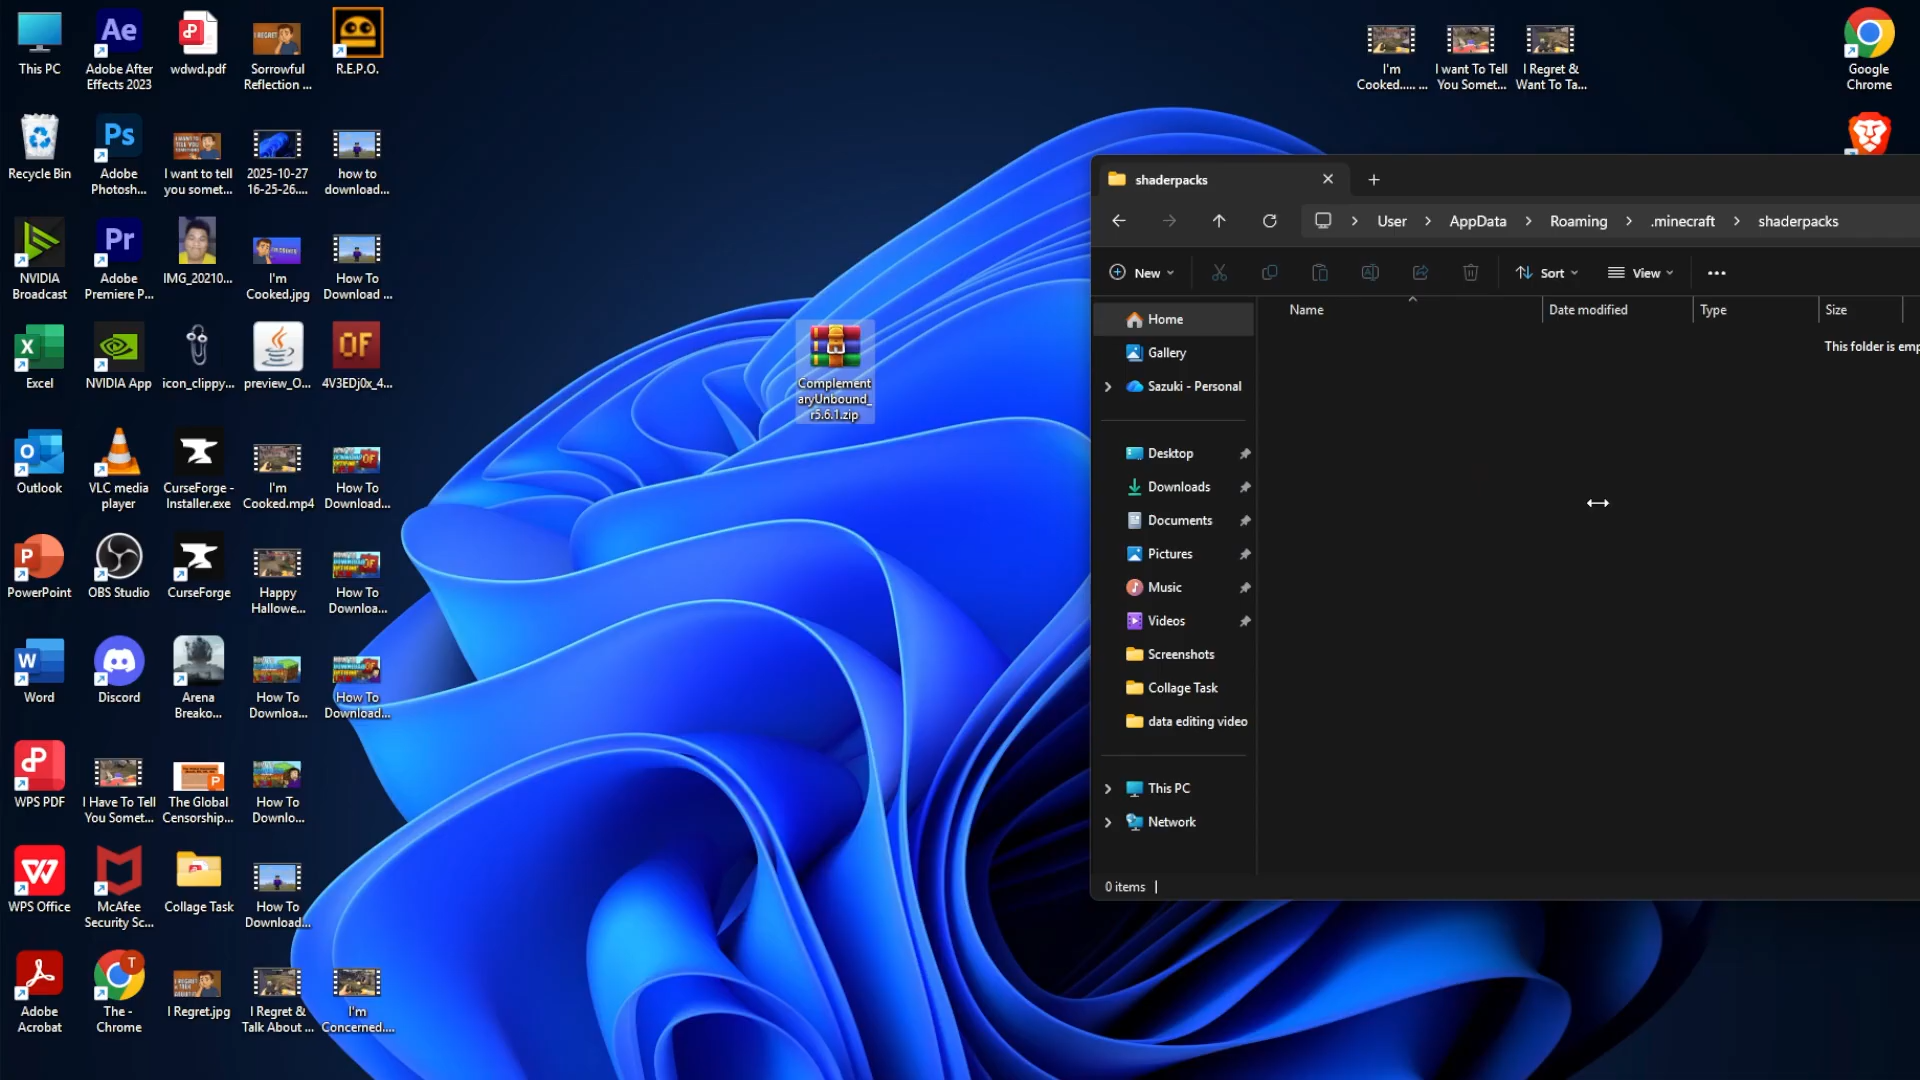 This PC
Adobe After
Effects 2023
wdwd.pdf
Sorrowful
Reflection ...
R.E.P.O.
Recycle Bin
Adobe
Photosh...
I want to tell
you somet...
2025-10-27
16-25-26....
how to
download...
NVIDIA
Broadcast
Adobe
Premiere P...
IMG_20210...
I'm
Cooked.jpg
How To
Download ...
Excel
NVIDIA App
icon_clippy...
preview_O...
4V3EDj0x_4...
Outlook
VLC media
player
CurseForge -
Installer.exe
I'm
Cooked.mp4
How To
Download...
PowerPoint
OBS Studio
CurseForge
Happy
Hallowe...
How To
Downloa...
Word
Discord
Arena
Breako...
How To
Downloa...
How To
Download...
WPS PDF
I Have To Tell
You Somet...
The Global
Censorship...
How To
Downlo...
WPS Office
McAfee
Security Sc...
Collage Task
How To
Download...
Adobe
Acrobat
The -
Chrome
I Regret.jpg
I Regret &
Talk About ...
I'm
Concerned....
Complement
aryUnbound_
r5.6.1.zip
I'm
Cooked..... ...
I want To Tell
You Somet...
I Regret &
Want To Ta...
Google
Chrome
shaderpacks
User
AppData
Roaming
.minecraft
shaderpacks
New
Sort
View
Name
Date modified
Type
Size
This folder is emp
Home
Gallery
Sazuki - Personal
Desktop
Downloads
Documents
Pictures
Music
Videos
Screenshots
Collage Task
data editing video
This PC
Network
0 items